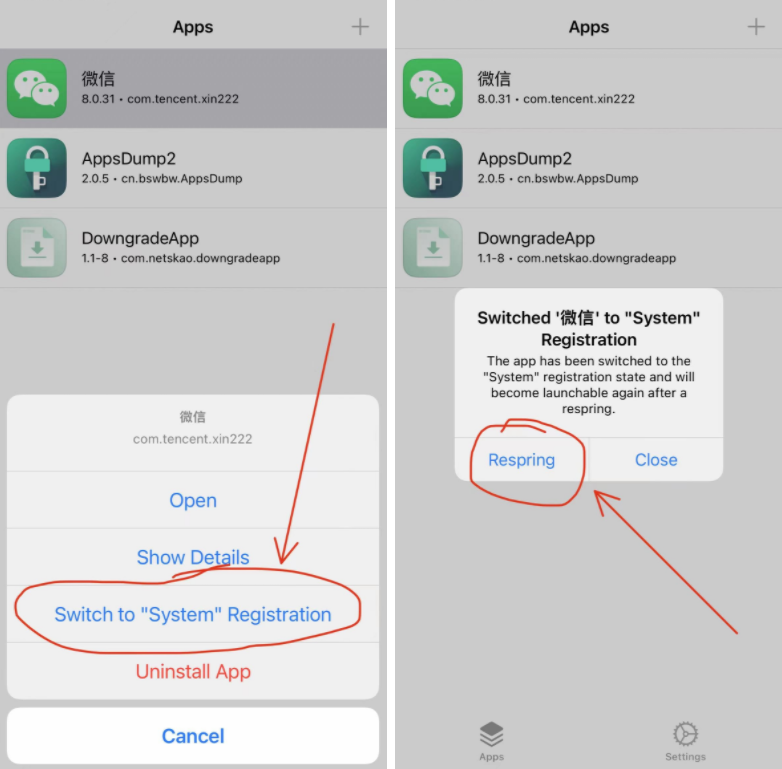 Apps
微信
8.0.31 • com.tencent.xin222
AppsDump2
2.0.5 • cn.bswbw.AppsDump
DowngradeApp
1.1-8 • com.netskao.downgradeapp
微信
com.tencent.xin222
Open
Show Details
Switch to "System" Registration
Uninstall App
Cancel
Apps
微信
8.0.31 • com.tencent.xin222
AppsDump2
2.0.5 • cn.bswbw.AppsDump
DowngradeApp
1.1-8 • com.netskao.downgradeapp
Switched '微信' to "System"
Registration
The app has been switched to the
"System" registration state and will
become launchable again after a
respring.
Respring
Close
Apps
Settings